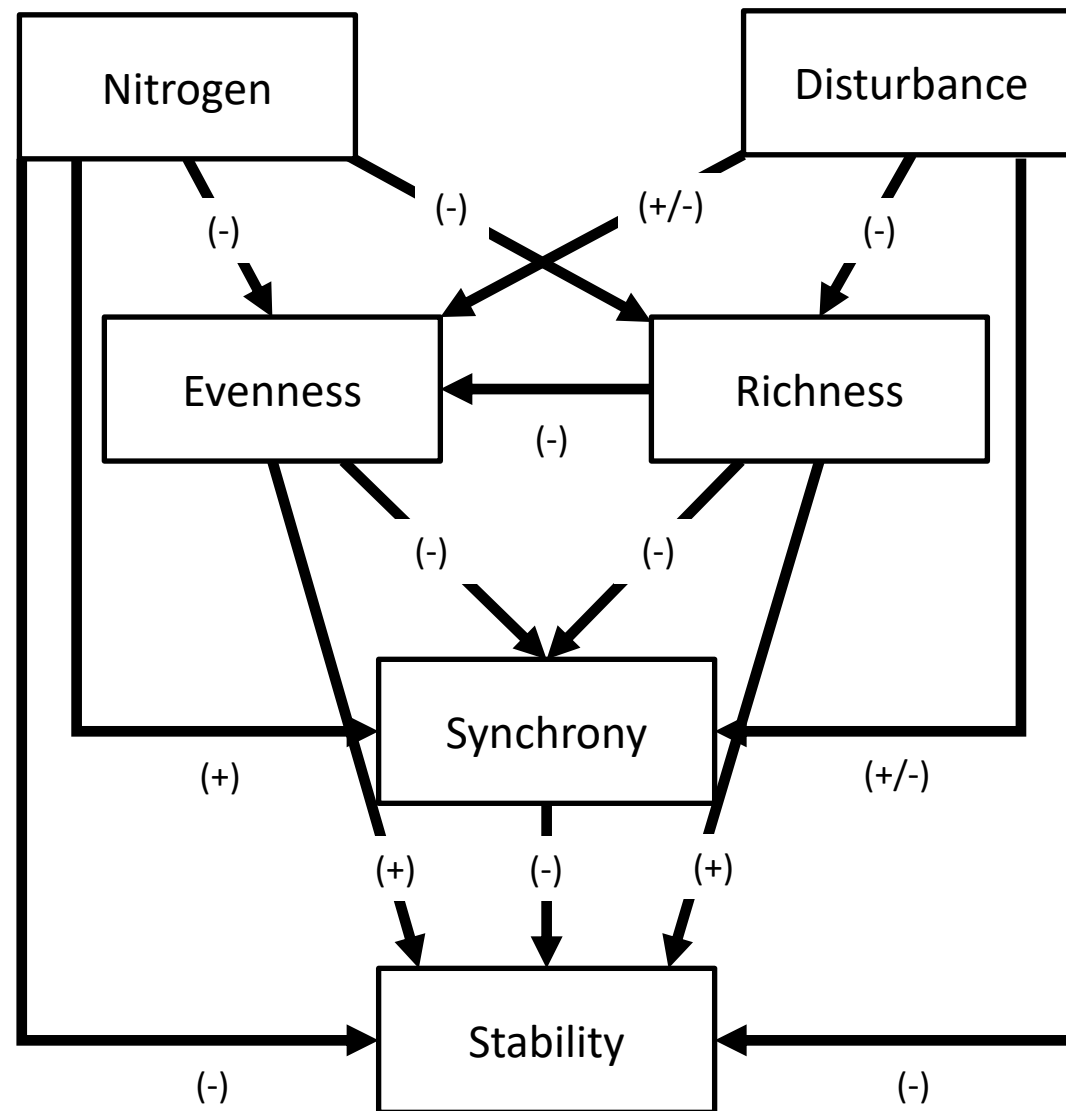 Nitrogen
Disturbance
(-)
(-)
(+/-)
(-)
Evenness
Richness
(-)
(-)
(-)
Synchrony
(+)
(+/-)
(+)
(-)
(+)
Stability
(-)
(-)